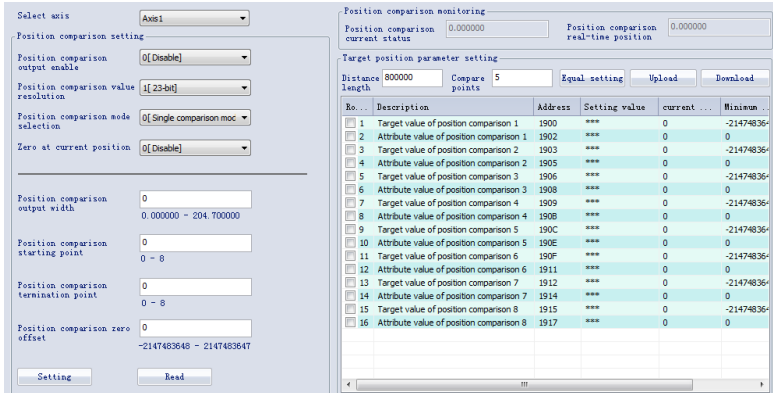 Select axis
Axis1
Position comparison setting
Position comparison
output enable
0[ Disable]
Position comparison value
resolution
1[ 23-bit]
Position comparison mode
selection
0[ Single comparison moc
Zero at current position
0[ Disable]
Position comparison
output width
0
0.000000 - 204.700000
Position comparison
starting point
0
0 - 8
Position comparison
termination point
0
0 - 8
Position comparison zero
offset
0
-2147483648 - 2147483647
Setting Read
Position comparison monitoring
Position comparison
current status
0.000000
Position comparison
real-time position
0.000000
Target position parameter setting
Distance
length
800000
Compare
points
5
Equal setting Upload Download
Ro... Description Address Setting value current ... Minimum ..
1 Target value of position comparison 1 1900 *** 0 -214748364
2 Attribute value of position comparison 1 1902 *** 0 0
3 Target value of position comparison 2 1903 *** 0 -214748364
4 Attribute value of position comparison 2 1905 *** 0 0
5 Target value of position comparison 3 1906 *** 0 -214748364
6 Attribute value of position comparison 3 1908 *** 0 0
7 Target value of position comparison 4 1909 *** 0 -214748364
8 Attribute value of position comparison 4 190B *** 0 0
9 Target value of position comparison 5 190C *** 0 -214748364
10 Attribute value of position comparison 5 190E *** 0 0
11 Target value of position comparison 6 190F *** 0 -214748364
12 Attribute value of position comparison 6 1911 *** 0 0
13 Target value of position comparison 7 1912 *** 0 -214748364
14 Attribute value of position comparison 7 1914 *** 0 0
15 Target value of position comparison 8 1915 *** 0 -214748364
16 Attribute value of position comparison 8 1917 *** 0 0